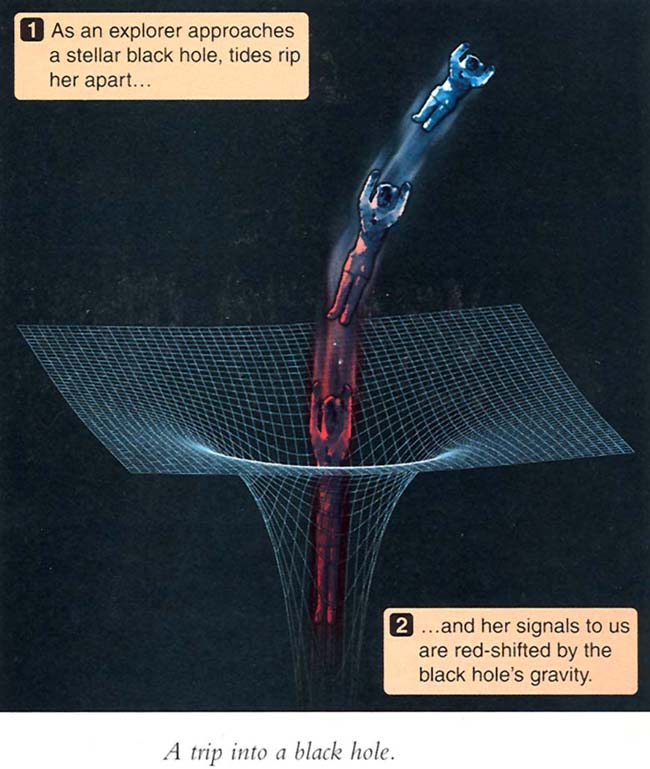 1 As an explorer approaches
a stellar black hole, tides rip
her apart...
2 ...and her signals to us
are red-shifted by the
black hole's gravity.
A trip into a black hole.